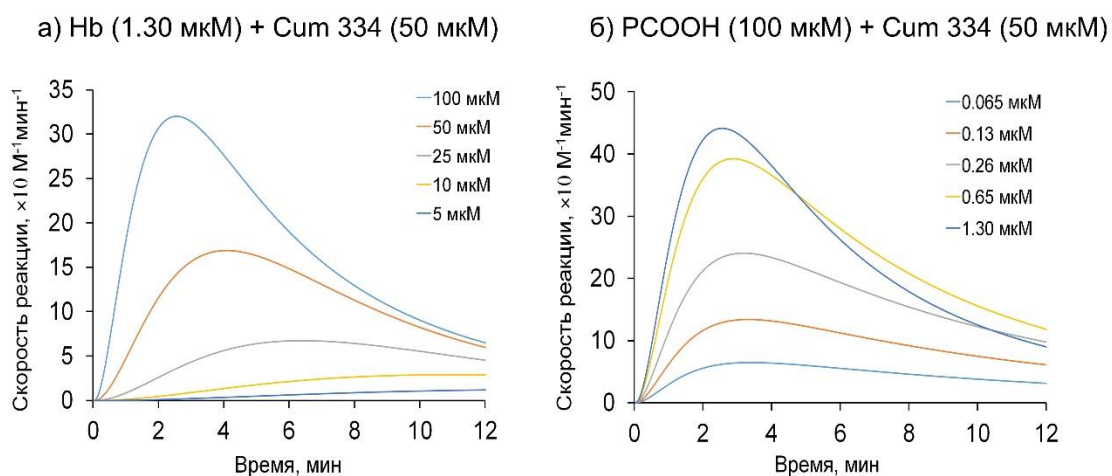 а) Hb (1.30 мкМ) + Cum 334 (50 мкМ)
Скорость реакции, ×10 М⁻¹мин⁻¹
35
30
25
20
15
10
5
0
100 мкМ
50 мкМ
25 мкМ
10 мкМ
5 мкМ
0 2 4 6 8 10 12
Время, мин
б) PCOOH (100 мкМ) + Cum 334 (50 мкМ)
Скорость реакции, ×10 М⁻¹мин⁻¹
50
40
30
20
10
0
0.065 мкМ
0.13 мкМ
0.26 мкМ
0.65 мкМ
1.30 мкМ
0 2 4 6 8 10 12
Время, мин